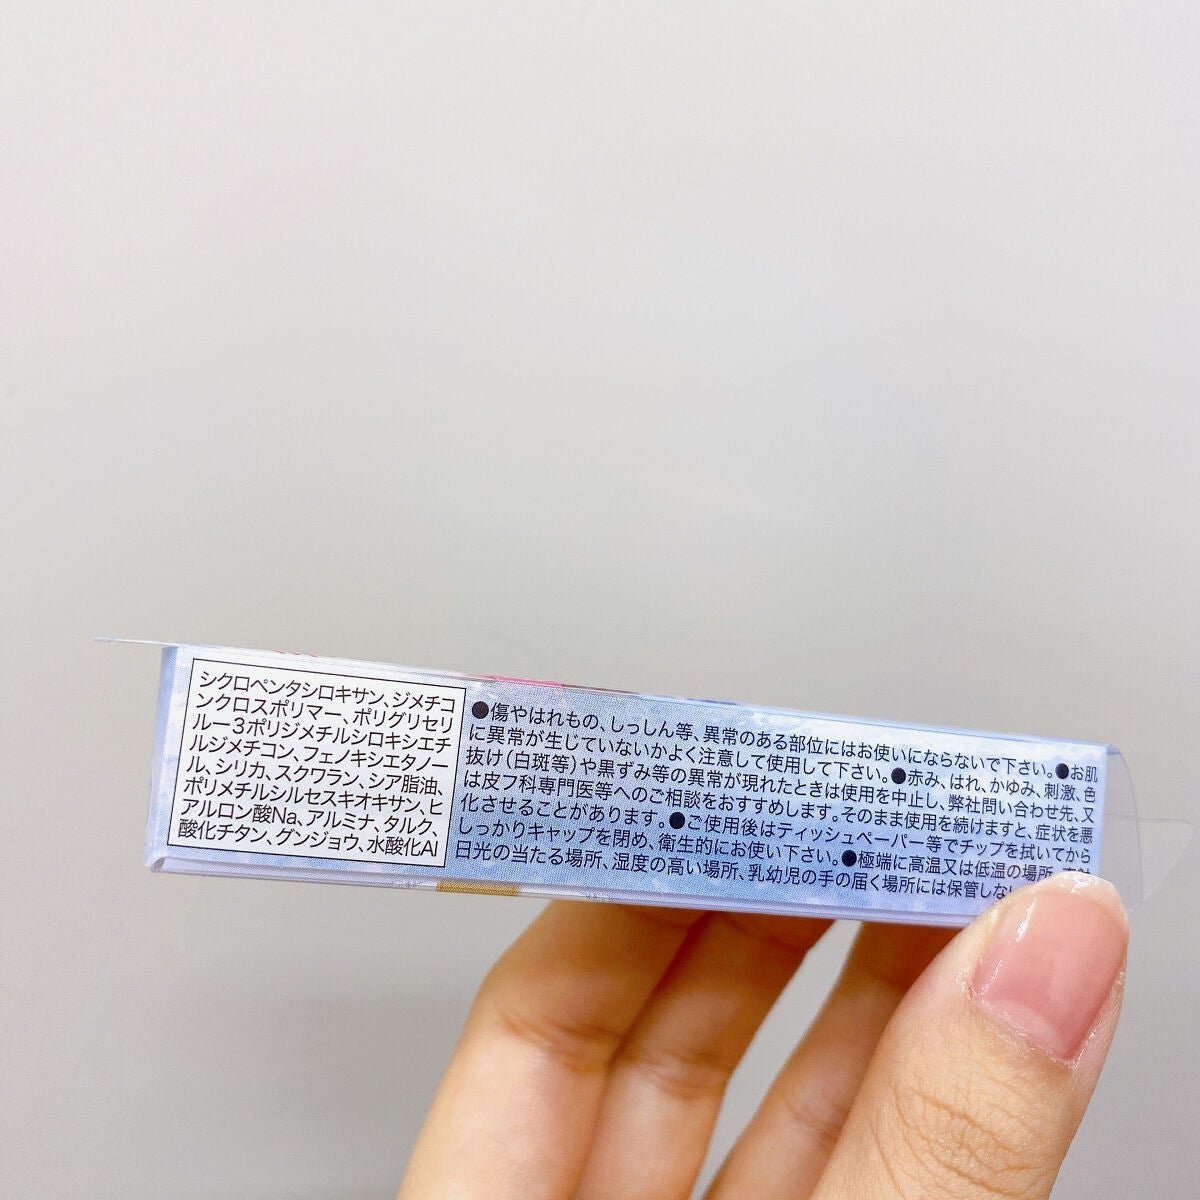 シクロペンタシロキサン、ジメチコ
ンクロスポリマー、ポリグリセリ
ルー3ポリジメチルシロキシエチ
ルジメチコン、フェノキシエタノー
ル、シリカ、スクワラン、シア脂油、
ポリメチルシルセスキオキサン、ヒ
アルロン酸Na、アルミナ、タルク、
酸化チタン、グンジョウ、水酸化Al
●傷やはれもの、しっしん等、異常のある部位にはお使いにならないで下さい。●お肌
に異常が生じていないかよく注意して使用して下さい。●赤み、はれ、かゆみ、刺激、色
抜け(白斑等)や黒ずみ等の異常が現れたときは使用を中止し、弊社問い合わせ先、又
は皮フ科専門医等へのご相談をおすすめします。そのまま使用を続けますと、症状を悪
化させることがあります。●ご使用後はティッシュペーパー等でチップを拭いてから
しっかりキャップを閉め、衛生的にお使い下さい。●極端に高温又は低温の場所、
日光の当たる場所、湿度の高い場所、乳幼児の手の届く場所には保管しない